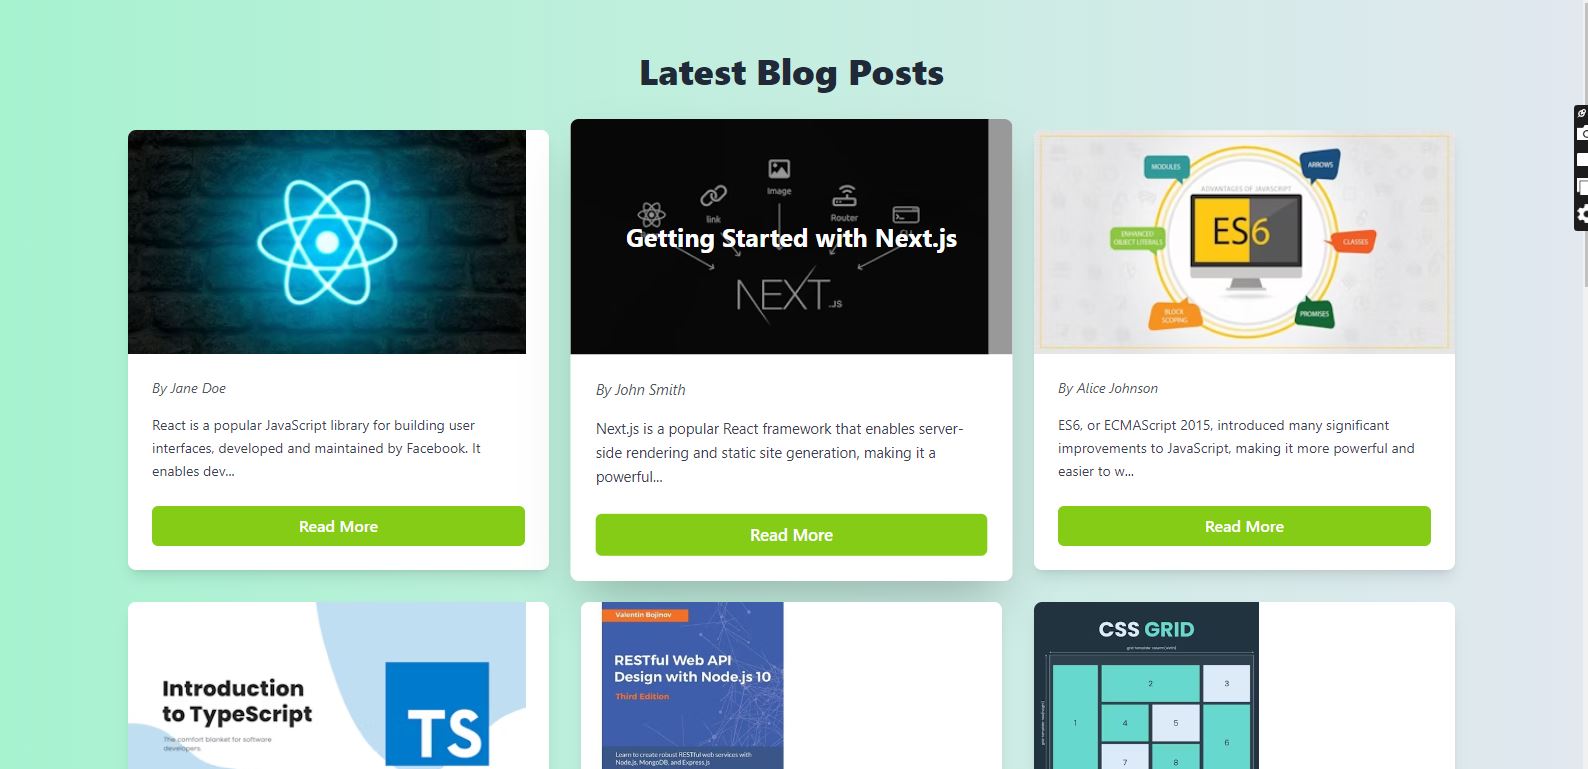 Latest Blog Posts
Image
link
Router
Getting Started with Next.js
NEXT.JS
MODULES
ARROWS
ADVANTAGES OF JAVASCRIPT
ENHANCED
OBJECT LITERALS
ES6
CLASSES
BLOCK
SCOPING
PROMISES
By Jane Doe
React is a popular JavaScript library for building user
interfaces, developed and maintained by Facebook. It
enables dev...
Read More
By John Smith
Next.js is a popular React framework that enables server-
side rendering and static site generation, making it a
powerful...
Read More
By Alice Johnson
ES6, or ECMAScript 2015, introduced many significant
improvements to JavaScript, making it more powerful and
easier to w...
Read More
Introduction
to TypeScript
The comfort blanket for software
developers.
TS
Valentin Bojinov
RESTful Web API
Design with Node.js 10
Third Edition
Learn to create robust RESTful web services with
Node.js, MongoDB, and Express.js
CSS GRID
1
2
3
4
5
6
7
8